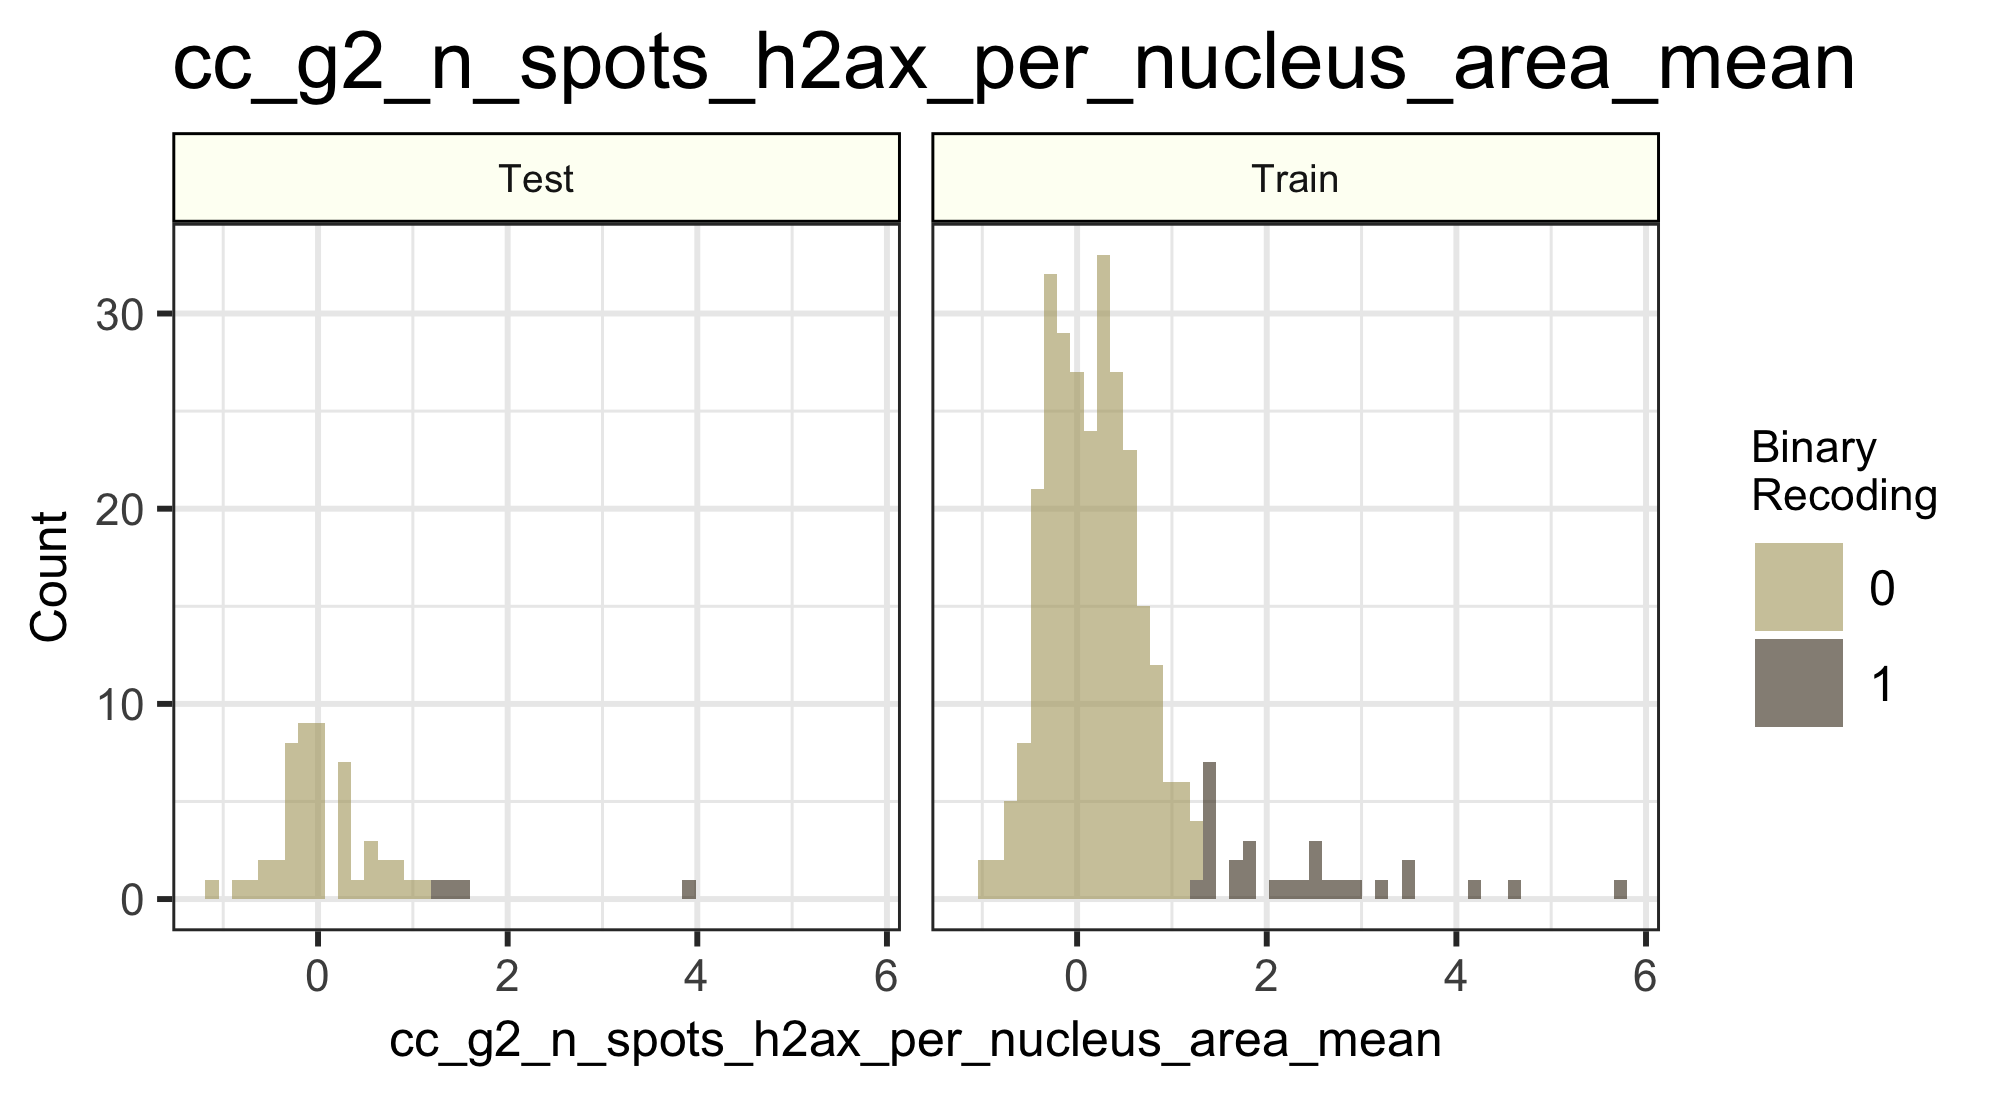 cc_g2_n_spots_h2ax_per_nucleus_area_mean
Test
Train
30
20
10
0
Count
0
2
4
6
0
2
4
6
cc_g2_n_spots_h2ax_per_nucleus_area_mean
Binary
Recoding
0
1